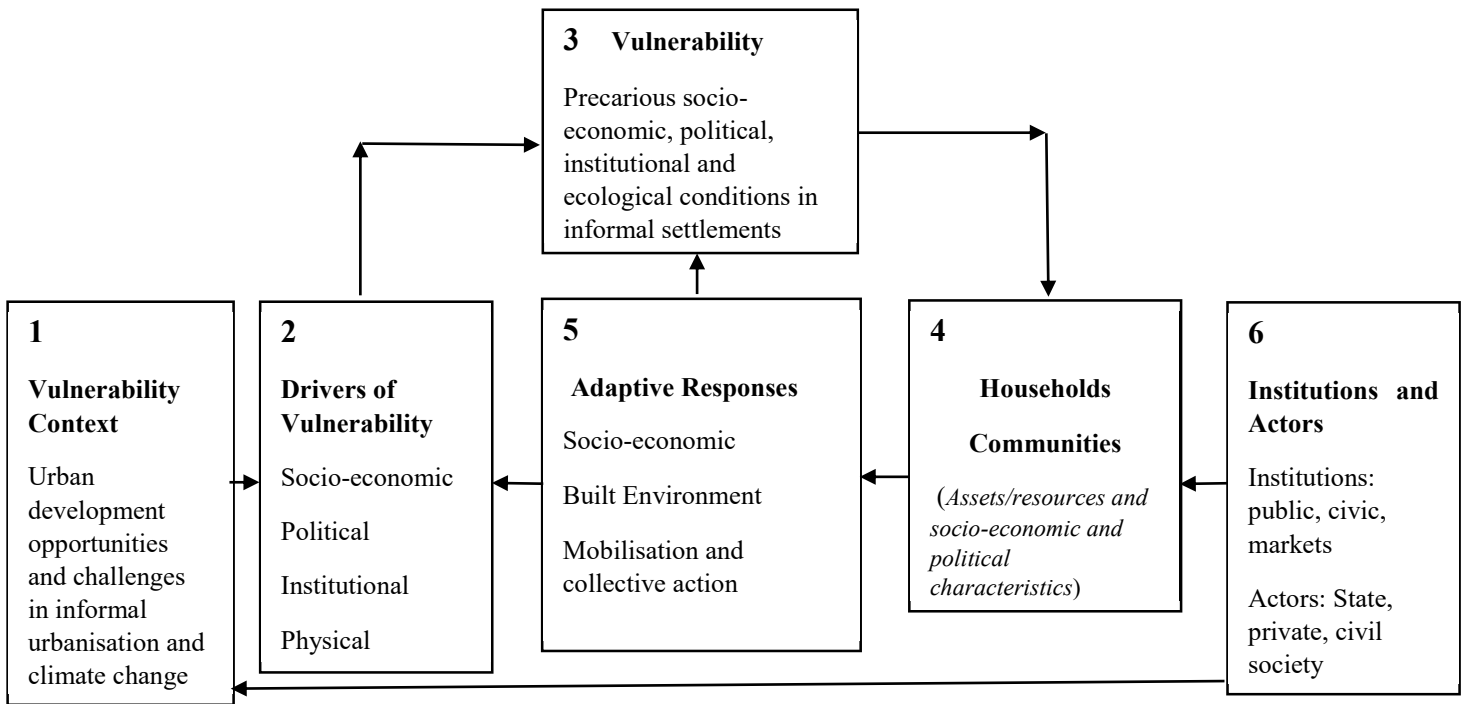 3 Vulnerability
Precarious socio-
economic, political,
institutional and
ecological conditions in
informal settlements
1
Vulnerability
Context
Urban
development
opportunities
and challenges
in informal
urbanisation and
climate change
2
Drivers of
Vulnerability
Socio-economic
Political
Institutional
Physical
5
Adaptive Responses
Socio-economic
Built Environment
Mobilisation and
collective action
4
Households
Communities
(Assets/resources and
socio-economic and
political
characteristics)
6
Institutions and
Actors
Institutions:
public, civic,
markets
Actors: State,
private, civil
society